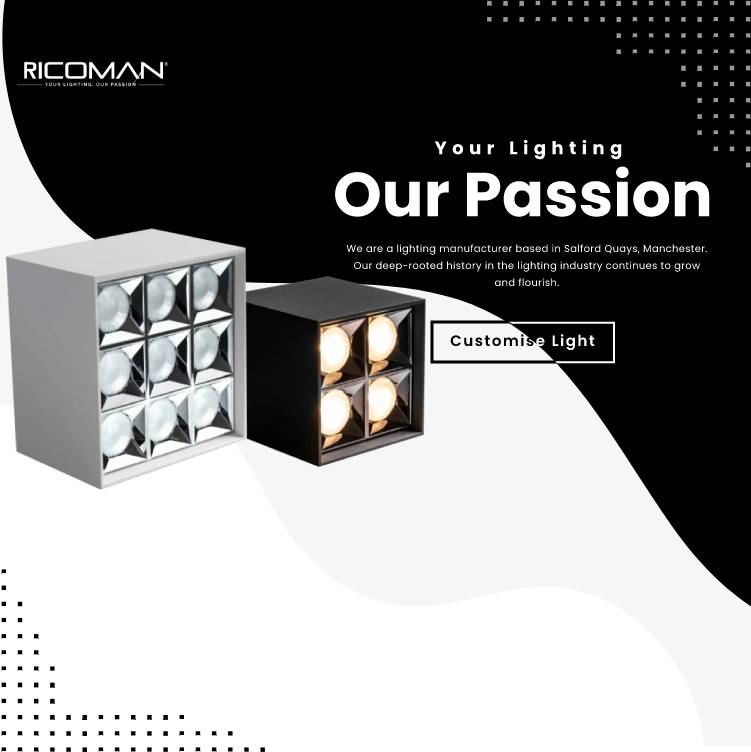 RICOMAN®
YOUR LIGHTING. OUR PASSION
Your Lighting
Our Passion
We are a lighting manufacturer based in Salford Quays, Manchester.
Our deep-rooted history in the lighting industry continues to grow
and flourish.
Customise Light